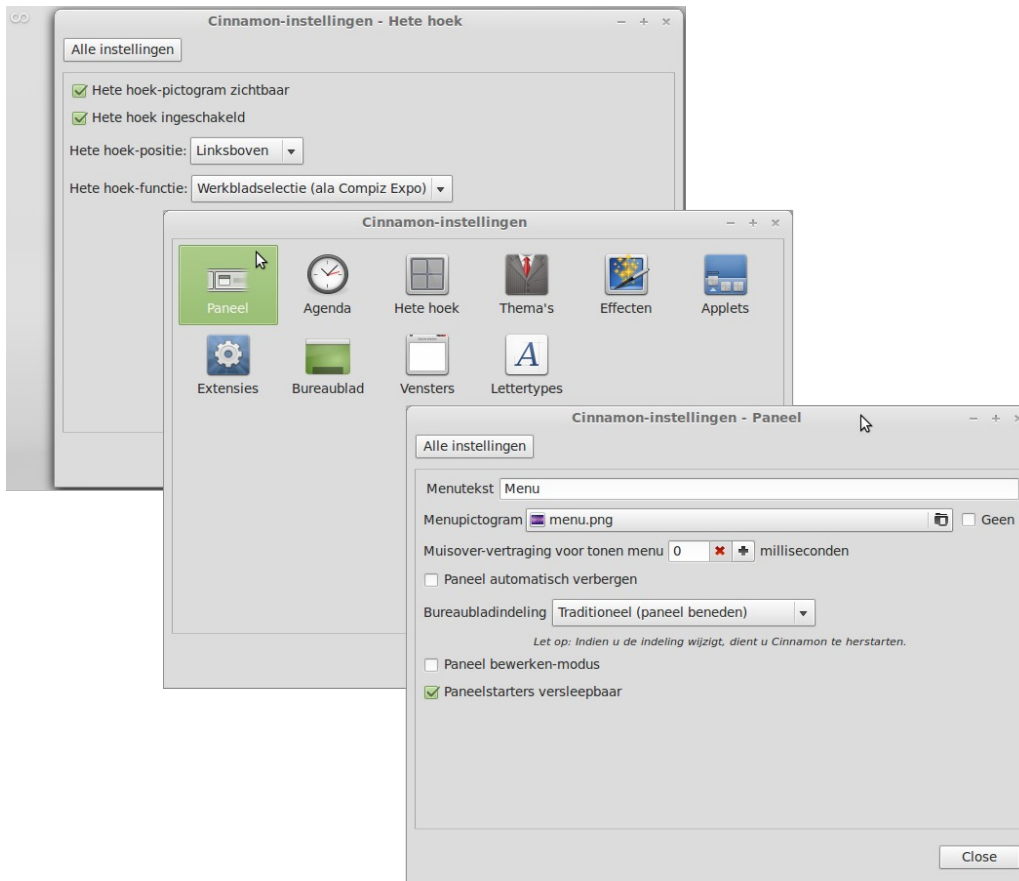 Cinnamon-instellingen - Hete hoek
Alle instellingen
Hete hoek-pictogram zichtbaar
Hete hoek ingeschakeld
Hete hoek-positie: Linksboven
Hete hoek-functie: Werkbladselectie (ala Compiz Expo)
Cinnamon-instellingen
Paneel Agenda Hete hoek Thema's Effecten Applets
Extensies Bureaublad Vensters Lettertypes
Cinnamon-instellingen - Paneel
Alle instellingen
Menutekst Menu
Menupictogram menu.png Geen
Muisover-vertraging voor tonen menu 0 milliseconden
Paneel automatisch verbergen
Bureaubladindeling Traditioneel (paneel beneden)
Let op: Indien u de indeling wijzigt, dient u Cinnamon te herstarten.
Paneel bewerken-modus
Paneelstarters versleepbaar
Close